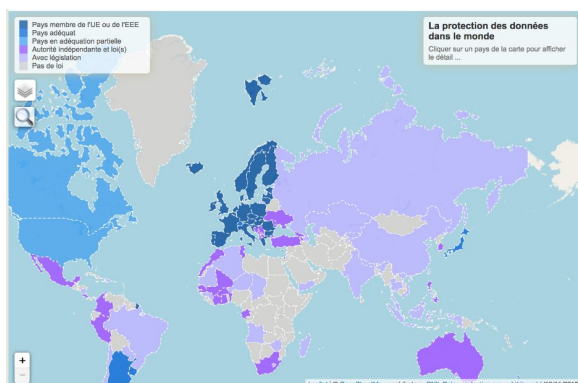 Pays membre de l'UE ou de l'EEE
Pays adéquat
Pays en adéquation partielle
Autorité indépendante et loi(s)
Avec législation
Pas de loi
La protection des données
dans le monde
Cliquer sur un pays de la carte pour afficher
le détail ...
+
-